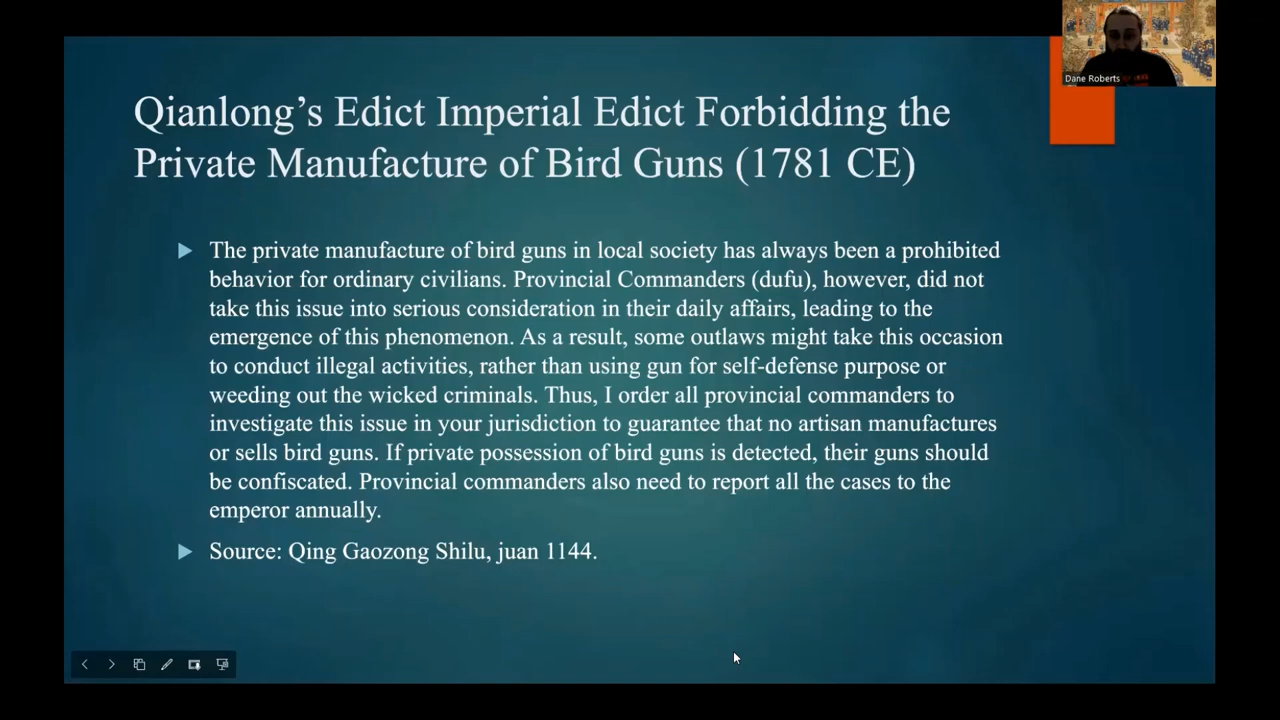 Dane Roberts
Qianlong's Edict Imperial Edict Forbidding the
Private Manufacture of Bird Guns (1781 CE)
The private manufacture of bird guns in local society has always been a prohibited
behavior for ordinary civilians. Provincial Commanders (dufu), however, did not
take this issue into serious consideration in their daily affairs, leading to the
emergence of this phenomenon. As a result, some outlaws might take this occasion
to conduct illegal activities, rather than using gun for self-defense purpose or
weeding out the wicked criminals. Thus, I order all provincial commanders to
investigate this issue in your jurisdiction to guarantee that no artisan manufactures
or sells bird guns. If private possession of bird guns is detected, their guns should
be confiscated. Provincial commanders also need to report all the cases to the
emperor annually.
Source: Qing Gaozong Shilu, juan 1144.